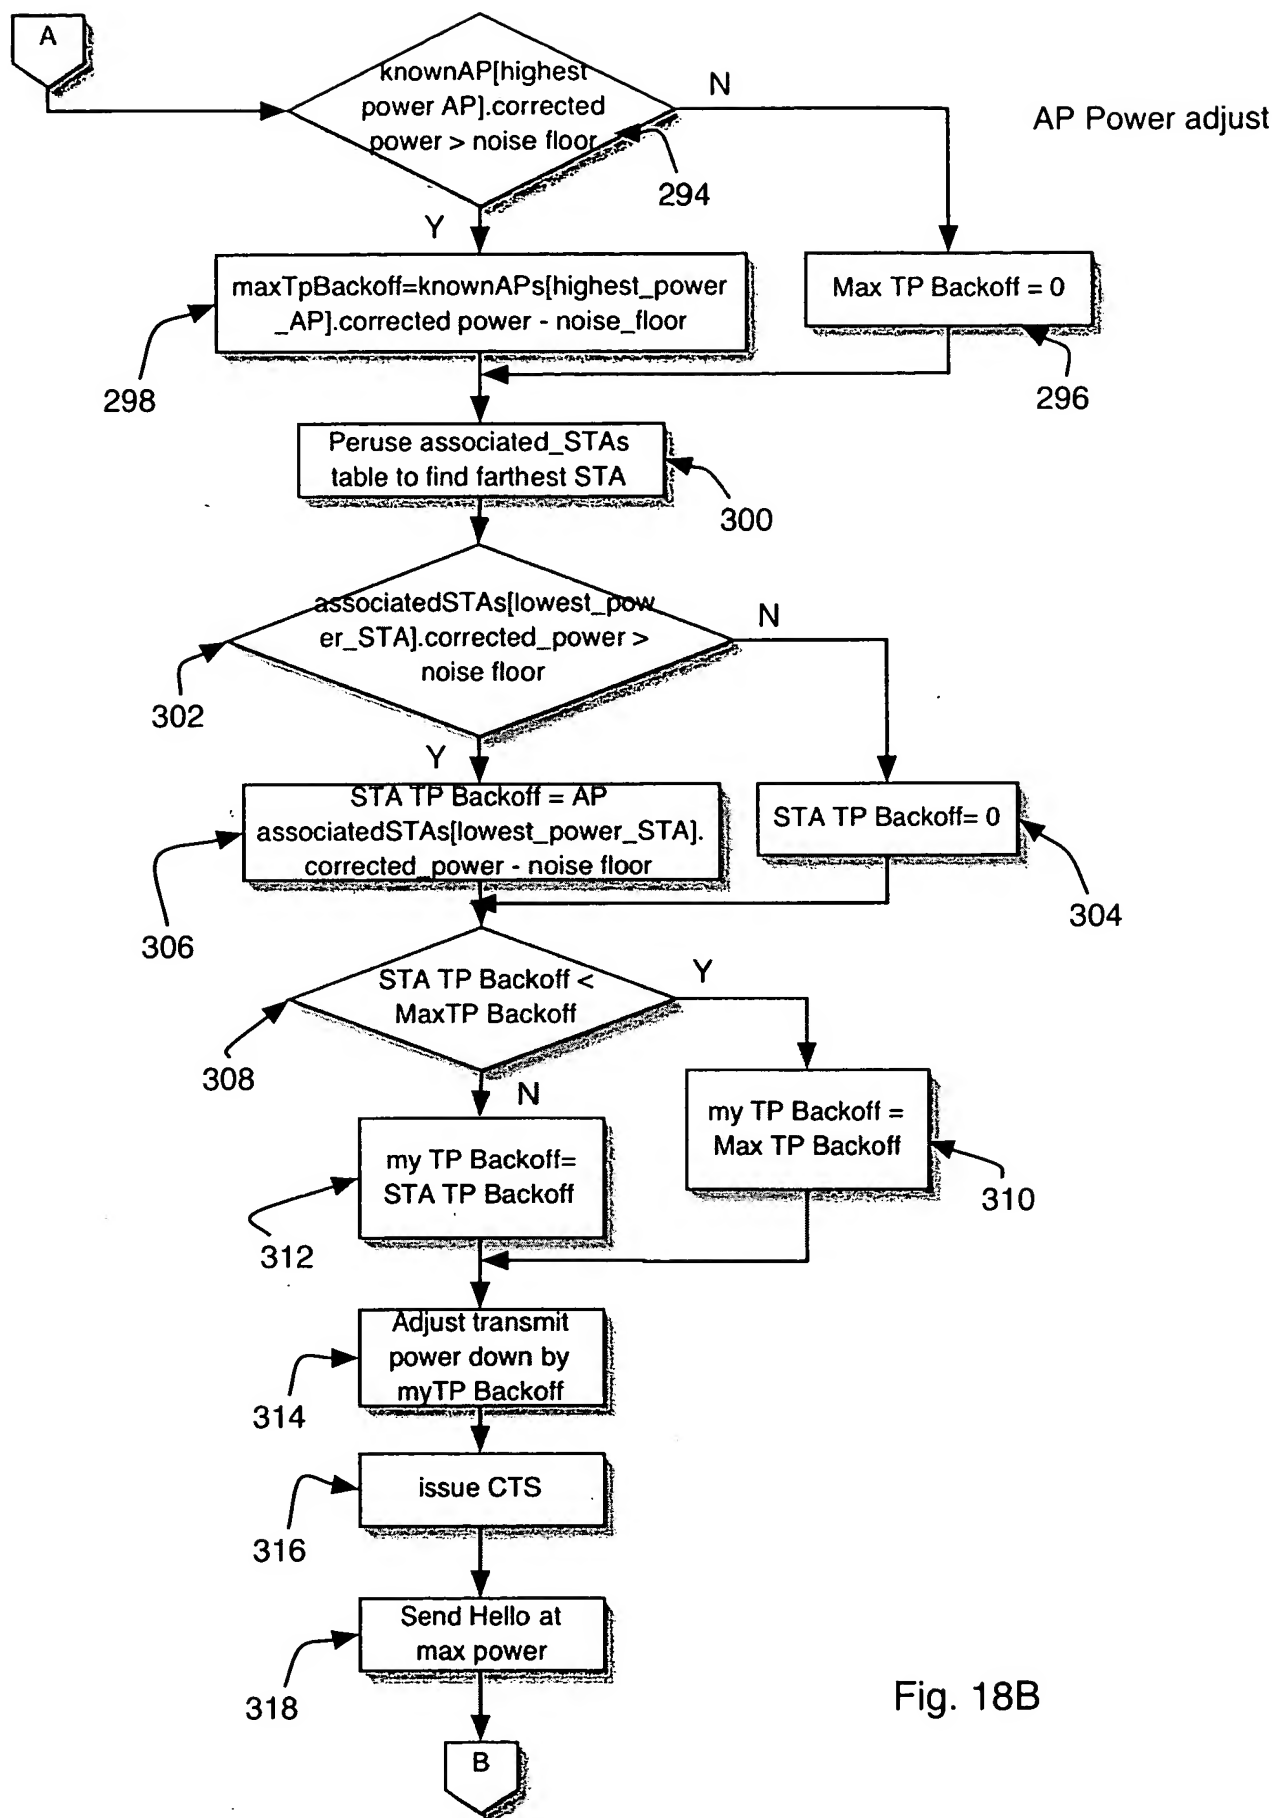 A
knownAP[highest
power AP].corrected
power > noise floor
N
AP Power adjust
294
Y
maxTpBackoff=knownAPs[highest_power
_AP].corrected power - noise_floor
Max TP Backoff = 0
298
296
Peruse associated_STAs
table to find farthest STA
300
associatedSTAs[lowest_pow
er_STA].corrected_power >
noise floor
N
302
Y
STA TP Backoff = AP
associatedSTAs[lowest_power_STA].
corrected_power - noise floor
STA TP Backoff= 0
304
306
STA TP Backoff <
MaxTP Backoff
Y
308
N
my TP Backoff =
Max TP Backoff
my TP Backoff=
STA TP Backoff
310
312
Adjust transmit
power down by
myTP Backoff
314
issue CTS
316
Send Hello at
max power
318
Fig. 18B
B